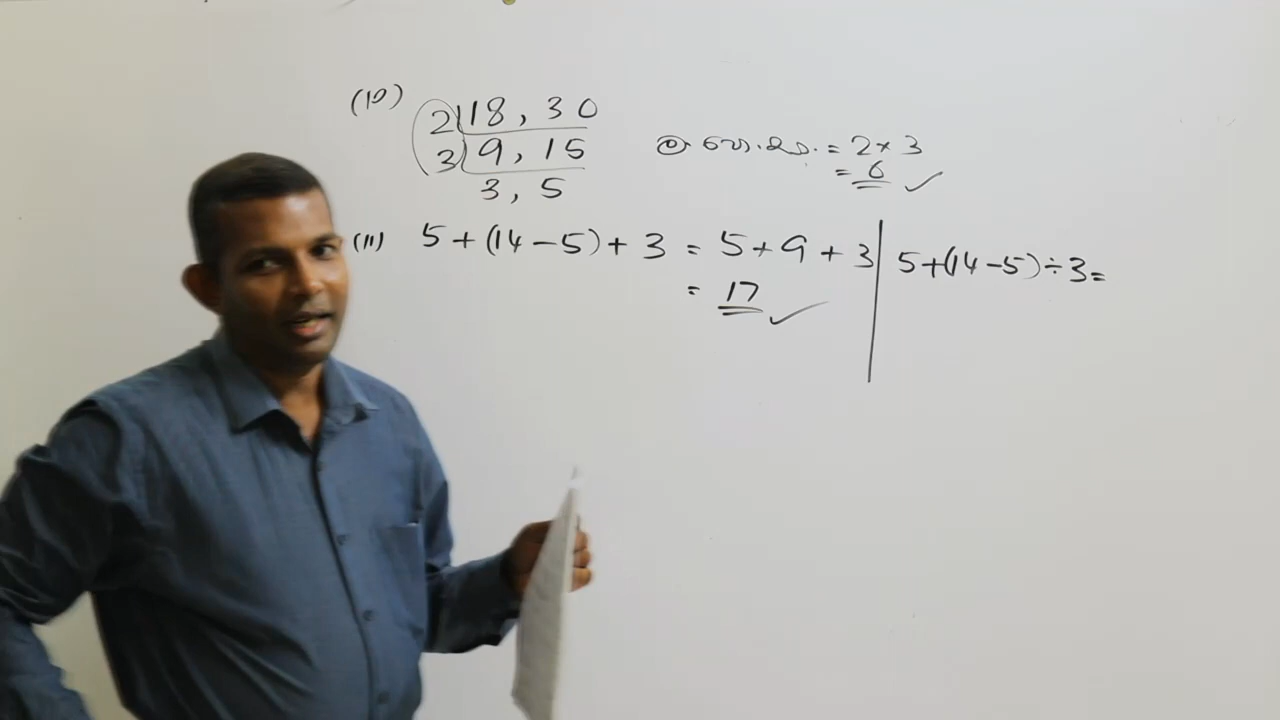 (10) 2 | 18, 30
3 | 9, 15
3, 5
ම. පො. සා. = 2 × 3
= 6 ✓
(11) 5 + (14 - 5) + 3 = 5 + 9 + 3
= 17 ✓
5 + (14 - 5) ÷ 3 =